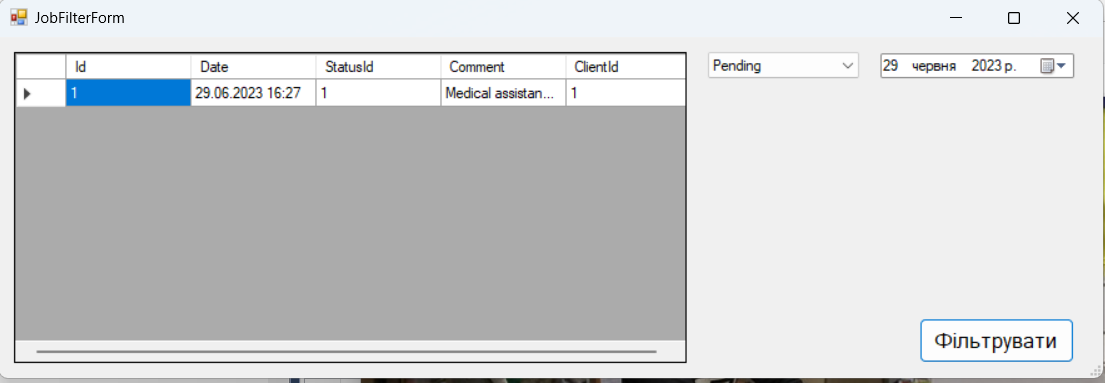 JobFilterForm
Id Date StatusId Comment ClientId
1 29.06.2023 16:27 1 Medical assistan... 1
Pending
29 червня 2023 р.
Фільтрувати